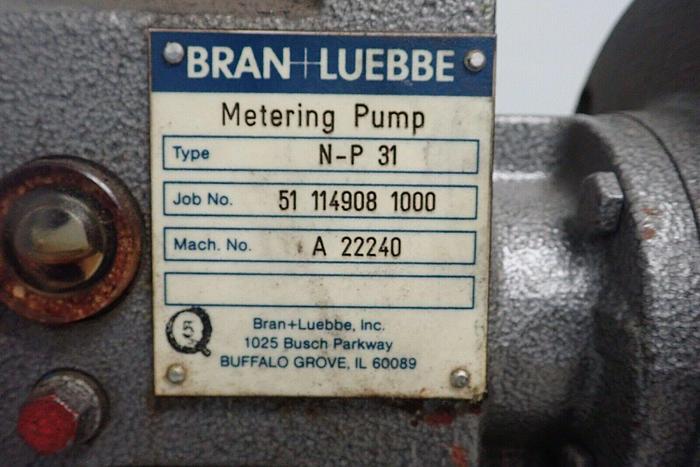 BRAN+LUEBBE
Metering Pump
Type N-P 31
Job No. 51 114908 1000
Mach. No. A 22240
5
Bran+Luebbe, Inc.
1025 Busch Parkway
BUFFALO GROVE, IL 60089